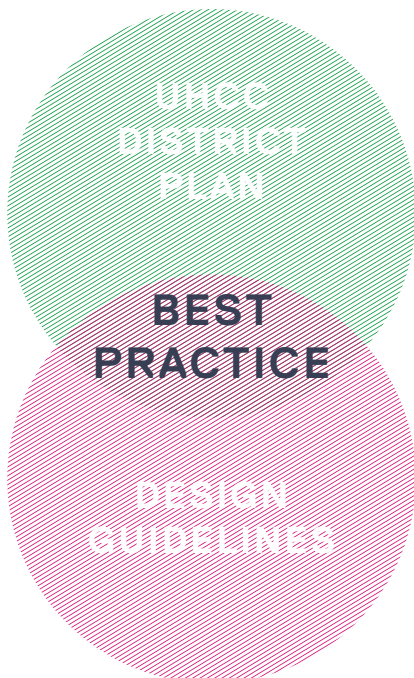 UHCC
DISTRICT
PLAN
BEST
PRACTICE
DESIGN
GUIDELINES